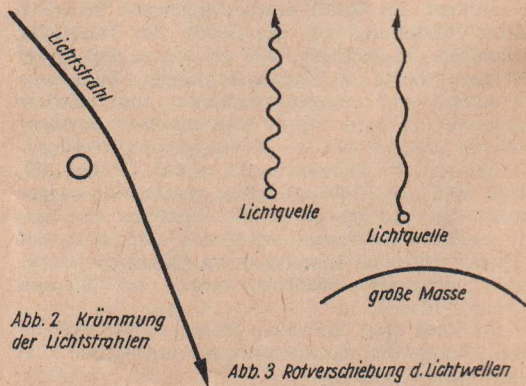 Lichtstrahl
Lichtquelle
Lichtquelle
große Masse
Abb. 2 Krümmung
der Lichtstrahlen
Abb. 3 Rotverschiebung d. Lichtwellen